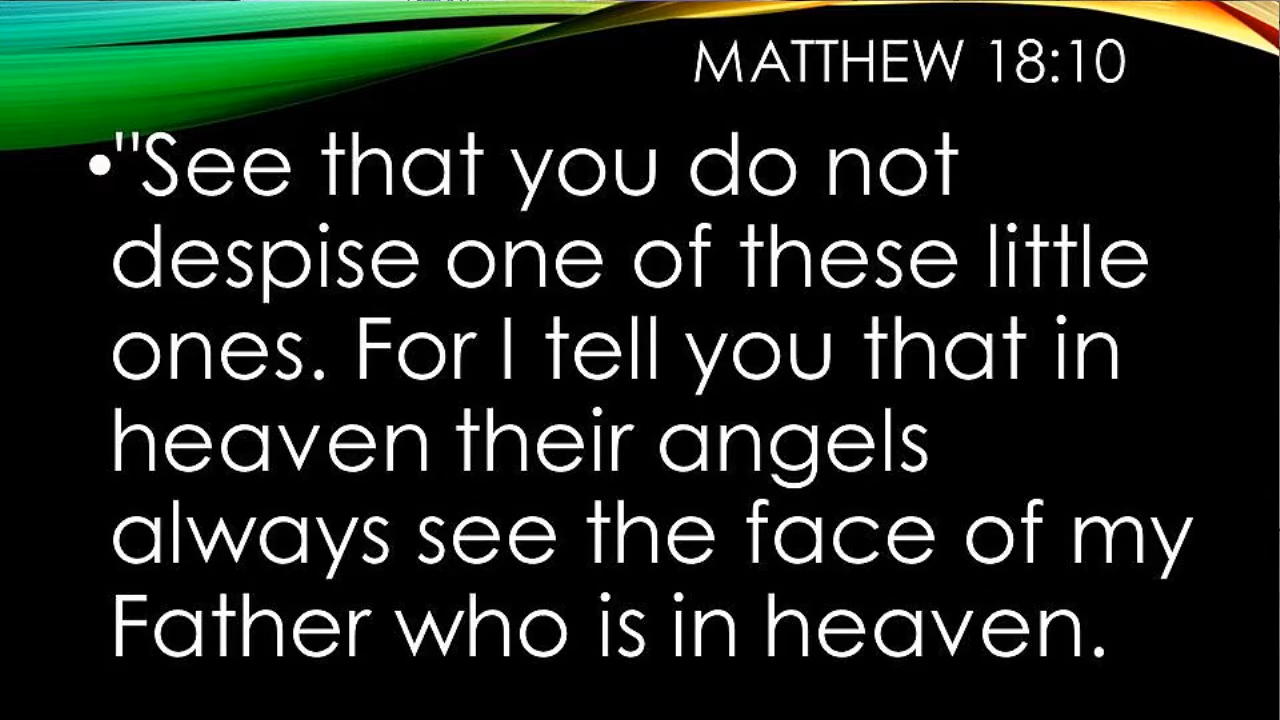 MATTHEW 18:10
•"See that you do not
despise one of these little
ones. For I tell you that in
heaven their angels
always see the face of my
Father who is in heaven.